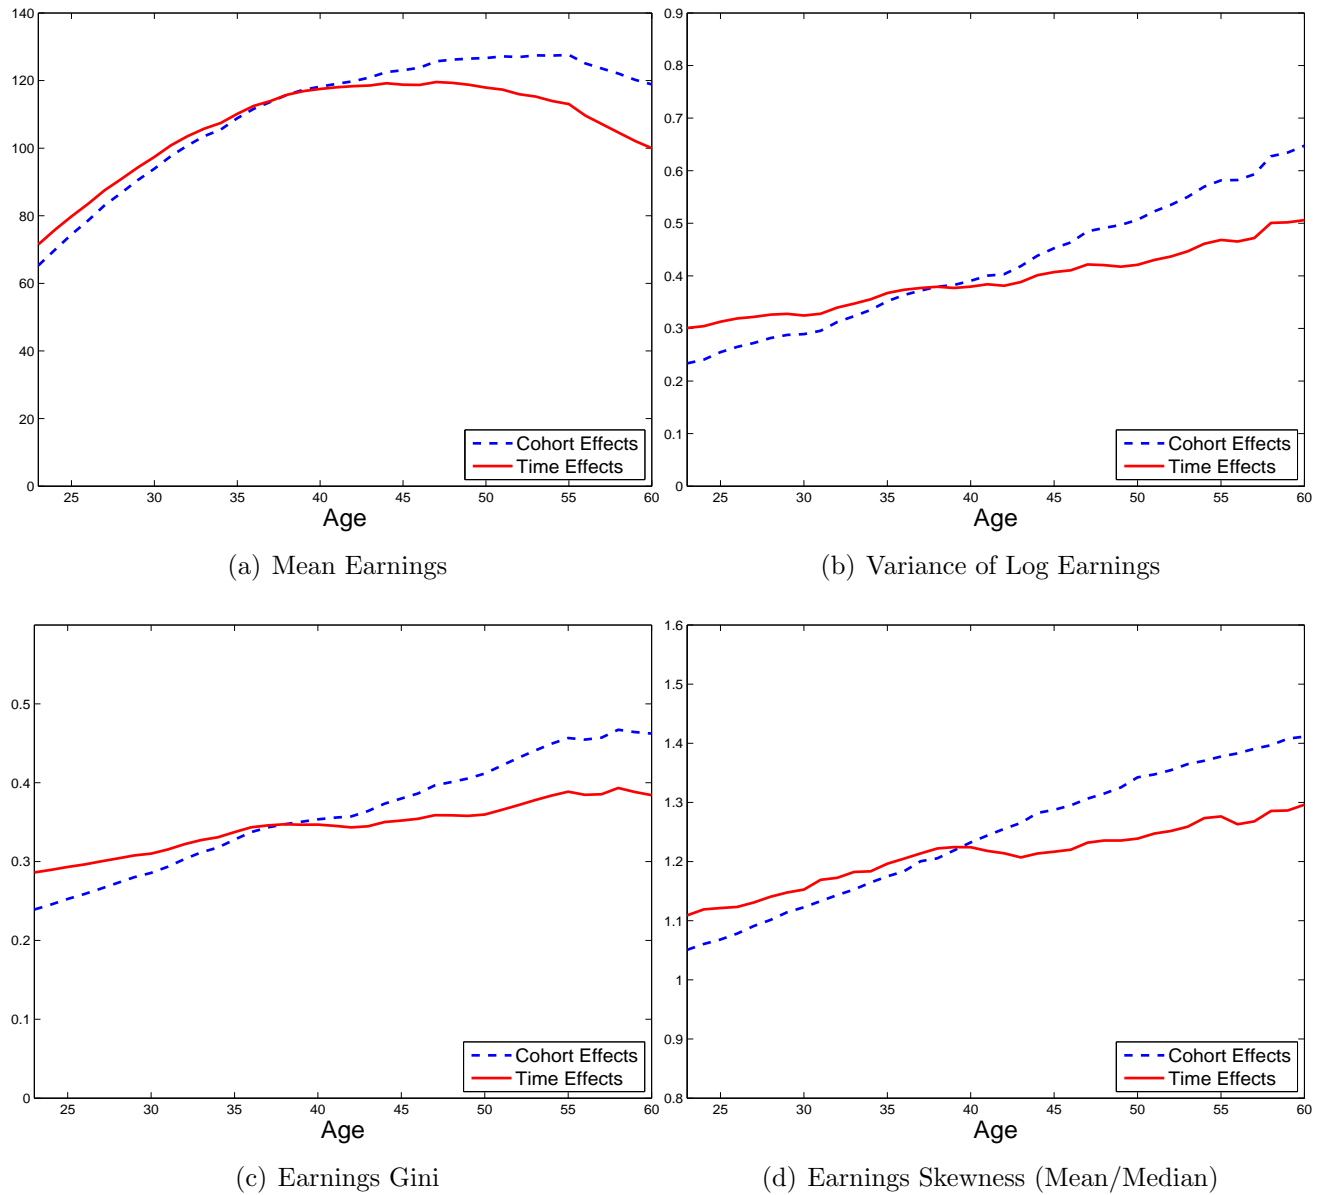 140
120
100
80
60
40
20
0
25 30 35 40 45 50 55 60
Age
Cohort Effects
Time Effects
(a) Mean Earnings
0.9
0.8
0.7
0.6
0.5
0.4
0.3
0.2
0.1
0
25 30 35 40 45 50 55 60
Age
Cohort Effects
Time Effects
(b) Variance of Log Earnings
0.5
0.4
0.3
0.2
0.1
0
25 30 35 40 45 50 55 60
Age
Cohort Effects
Time Effects
(c) Earnings Gini
1.6
1.5
1.4
1.3
1.2
1.1
1
0.9
0.8
25 30 35 40 45 50 55 60
Age
Cohort Effects
Time Effects
(d) Earnings Skewness (Mean/Median)